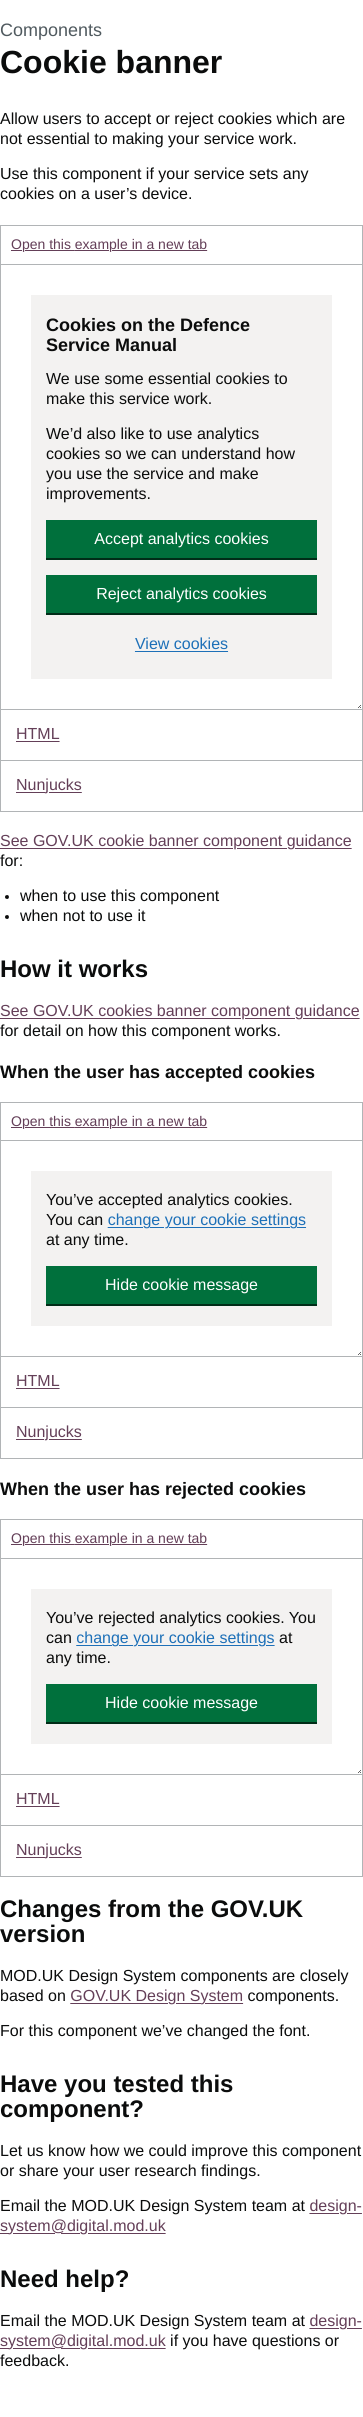 Components
Cookie banner
Allow users to accept or reject cookies which are
not essential to making your service work.
Use this component if your service sets any
cookies on a user’s device.
Open this example in a new tab
Cookies on the Defence
Service Manual
We use some essential cookies to
make this service work.
We’d also like to use analytics
cookies so we can understand how
you use the service and make
improvements.
Accept analytics cookies
Reject analytics cookies
View cookies
HTML
Nunjucks
See GOV.UK cookie banner component guidance
for:
• when to use this component
• when not to use it
How it works
See GOV.UK cookies banner component guidance
for detail on how this component works.
When the user has accepted cookies
Open this example in a new tab
You’ve accepted analytics cookies.
You can change your cookie settings
at any time.
Hide cookie message
HTML
Nunjucks
When the user has rejected cookies
Open this example in a new tab
You’ve rejected analytics cookies. You
can change your cookie settings at
any time.
Hide cookie message
HTML
Nunjucks
Changes from the GOV.UK
version
MOD.UK Design System components are closely
based on GOV.UK Design System components.
For this component we’ve changed the font.
Have you tested this
component?
Let us know how we could improve this component
or share your user research findings.
Email the MOD.UK Design System team at design-
system@digital.mod.uk
Need help?
Email the MOD.UK Design System team at design-
system@digital.mod.uk if you have questions or
feedback.